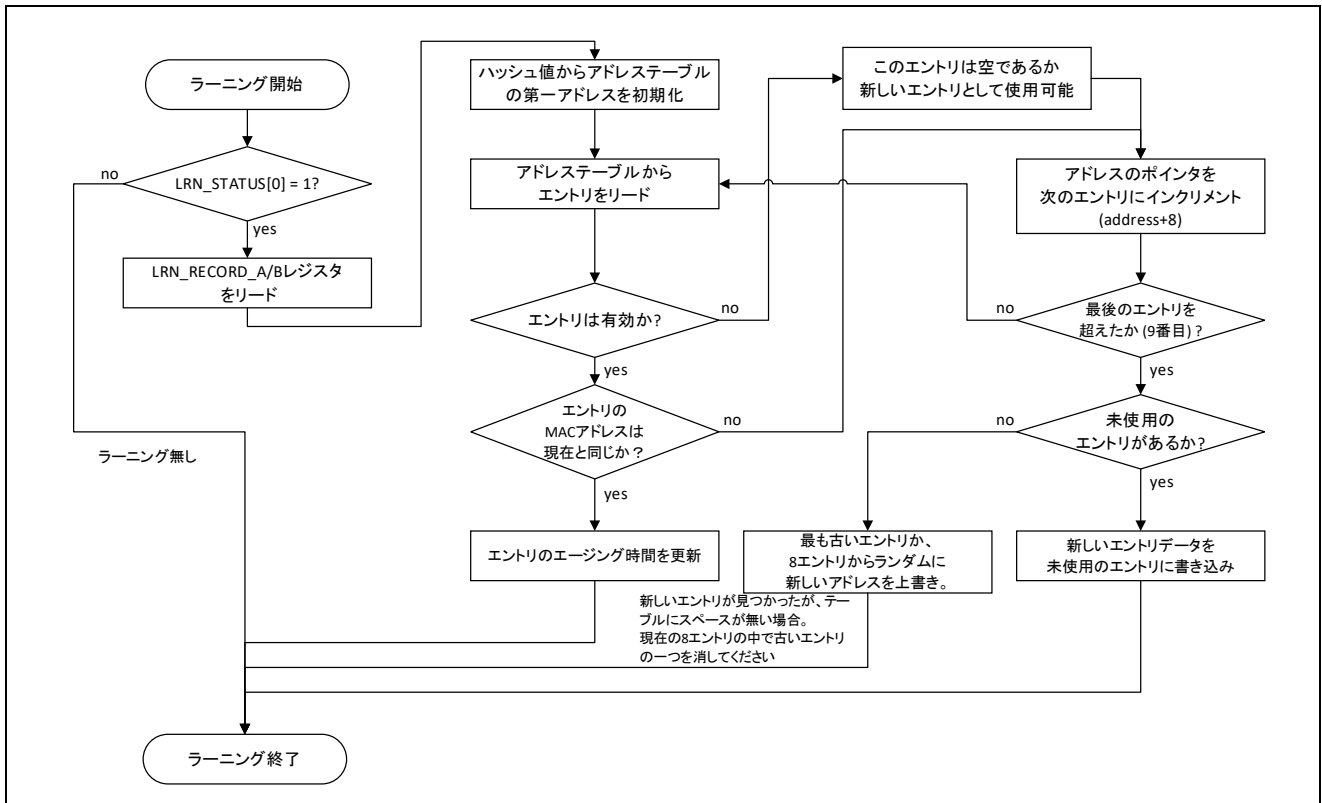 ラーニング開始
no
LRN_STATUS[0] = 1?
yes
LRN_RECORD_A/Bレジスタ
をリード
ラーニング無し
ラーニング終了
ハッシュ値からアドレステーブル
の第一アドレスを初期化
アドレステーブルから
エントリをリード
エントリは有効か?
no
yes
エントリの
MACアドレスは
現在と同じか？
no
yes
エントリのエージング時間を更新
このエントリは空であるか
新しいエントリとして使用可能
アドレスのポインタを
次のエントリにインクリメント
(address+8)
no
最後のエントリを
超えたか (9番目) ?
yes
no
未使用の
エントリがあるか?
yes
最も古いエントリか、
8エントリからランダムに
新しいアドレスを上書き。
新しいエントリデータを
未使用のエントリに書き込み
新しいエントリが見つかったが、テー
ブルにスペースが無い場合。
現在の8エントリの中で古いエントリ
の一つを消してください